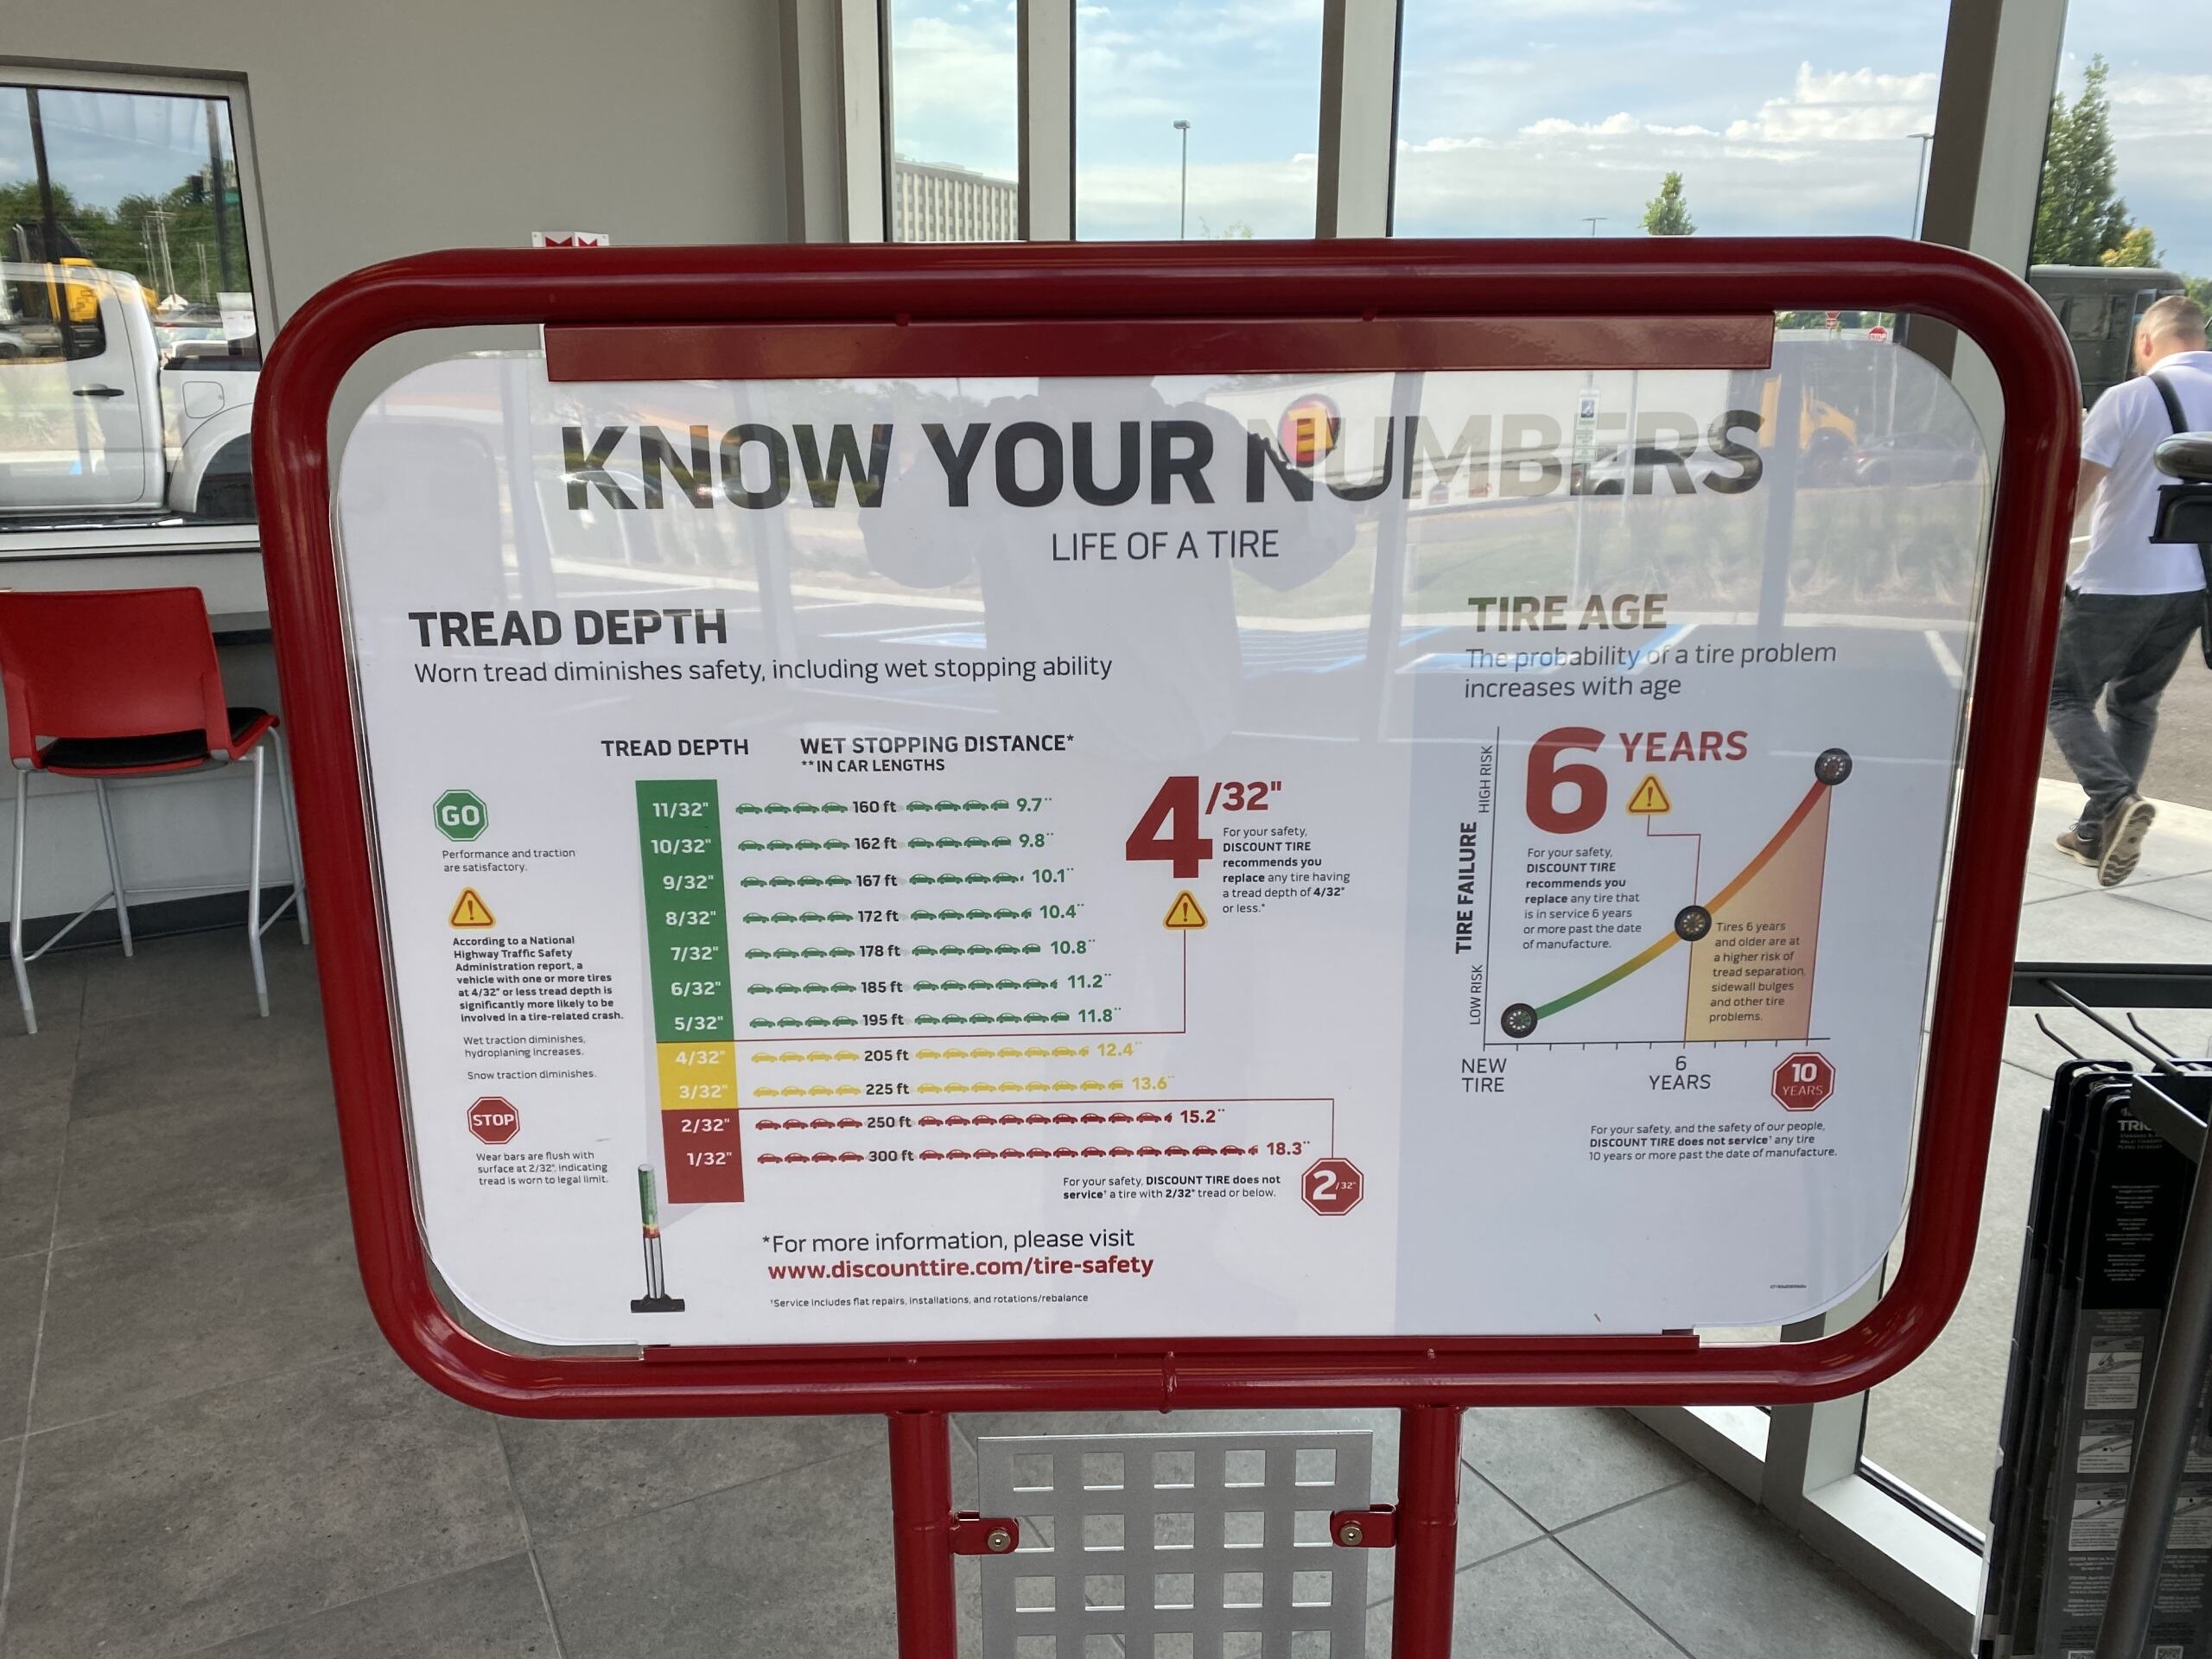 KNOW YOUR NUMBERS
LIFE OF A TIRE
TREAD DEPTH
Worn tread diminishes safety, including wet stopping ability
TREAD DEPTH
WET STOPPING DISTANCE*
**IN CAR LENGTHS
GO
Performance and traction
are satisfactory.
According to a National
Highway Traffic Safety
Administration report, a
vehicle with one or more tires
at 4/32" or less tread depth is
significantly more likely to be
involved in a tire-related crash.
Wet traction diminishes,
hydroplaning increases.
Snow traction diminishes.
STOP
Wear bars are flush with
surface at 2/32", indicating
tread is worn to legal limit.
11/32" 160 ft 9.7**
10/32" 162 ft 9.8**
9/32" 167 ft 10.1**
8/32" 172 ft 10.4**
7/32" 178 ft 10.8**
6/32" 185 ft 11.2**
5/32" 195 ft 11.8**
4/32" 205 ft 12.4**
3/32" 225 ft 13.6**
2/32" 250 ft 15.2**
1/32" 300 ft 18.3**
4/32"
For your safety,
DISCOUNT TIRE
recommends you
replace any tire having
a tread depth of 4/32"
or less.*
For your safety, DISCOUNT TIRE does not
service† a tire with 2/32" tread or below.
2/32"
*For more information, please visit
www.discounttire.com/tire-safety
†Service includes flat repairs, installations, and rotations/rebalance
TIRE AGE
The probability of a tire problem
increases with age
TIRE FAILURE
HIGH RISK
LOW RISK
6 YEARS
For your safety,
DISCOUNT TIRE
recommends you
replace any tire that
is in service 6 years
or more past the date
of manufacture.
Tires 6 years
and older are at
a higher risk of
tread separation,
sidewall bulges
and other tire
problems.
NEW
TIRE
6
YEARS
10
YEARS
For your safety, and the safety of our people,
DISCOUNT TIRE does not service† any tire
10 years or more past the date of manufacture.